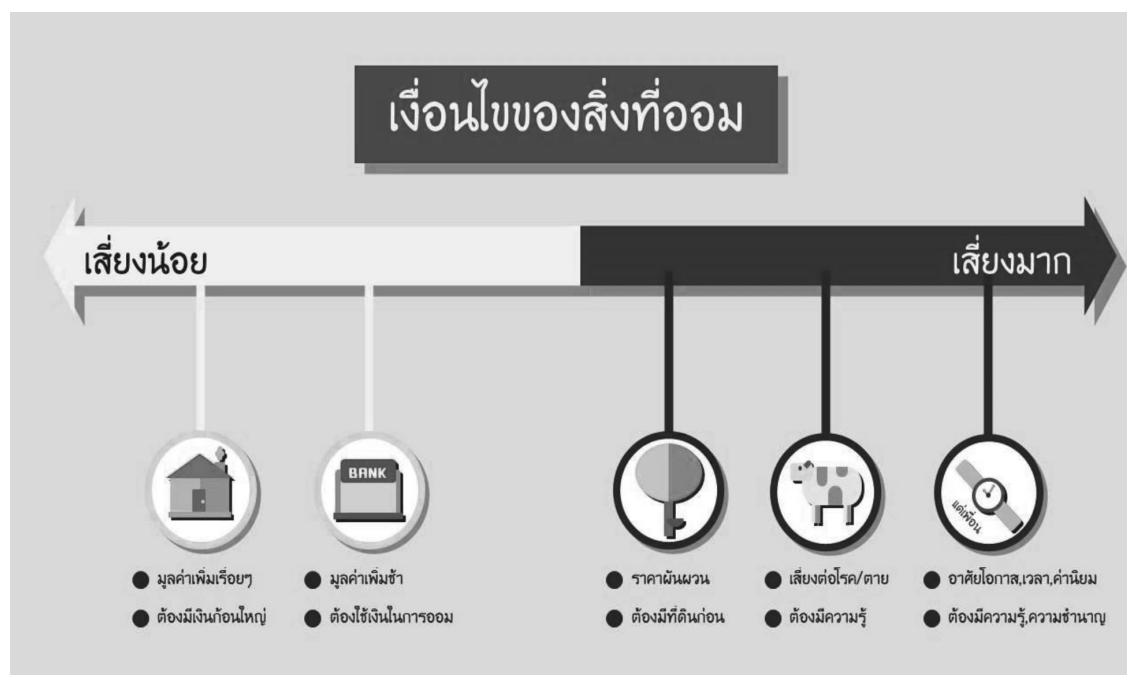 เงื่อนไขของสิ่งที่ออม
เสี่ยงน้อย
เสี่ยงมาก
BANK
แด่เพื่อน
มูลค่าเพิ่มเรื่อยๆ
ต้องมีเงินก้อนใหญ่
มูลค่าเพิ่มช้า
ต้องใช้เงินในการออม
ราคาผันผวน
ต้องมีที่ดินก่อน
เสี่ยงต่อโรค/ตาย
ต้องมีความรู้
อาศัยโอกาส,เวลา,ค่านิยม
ต้องมีความรู้,ความชำนาญ